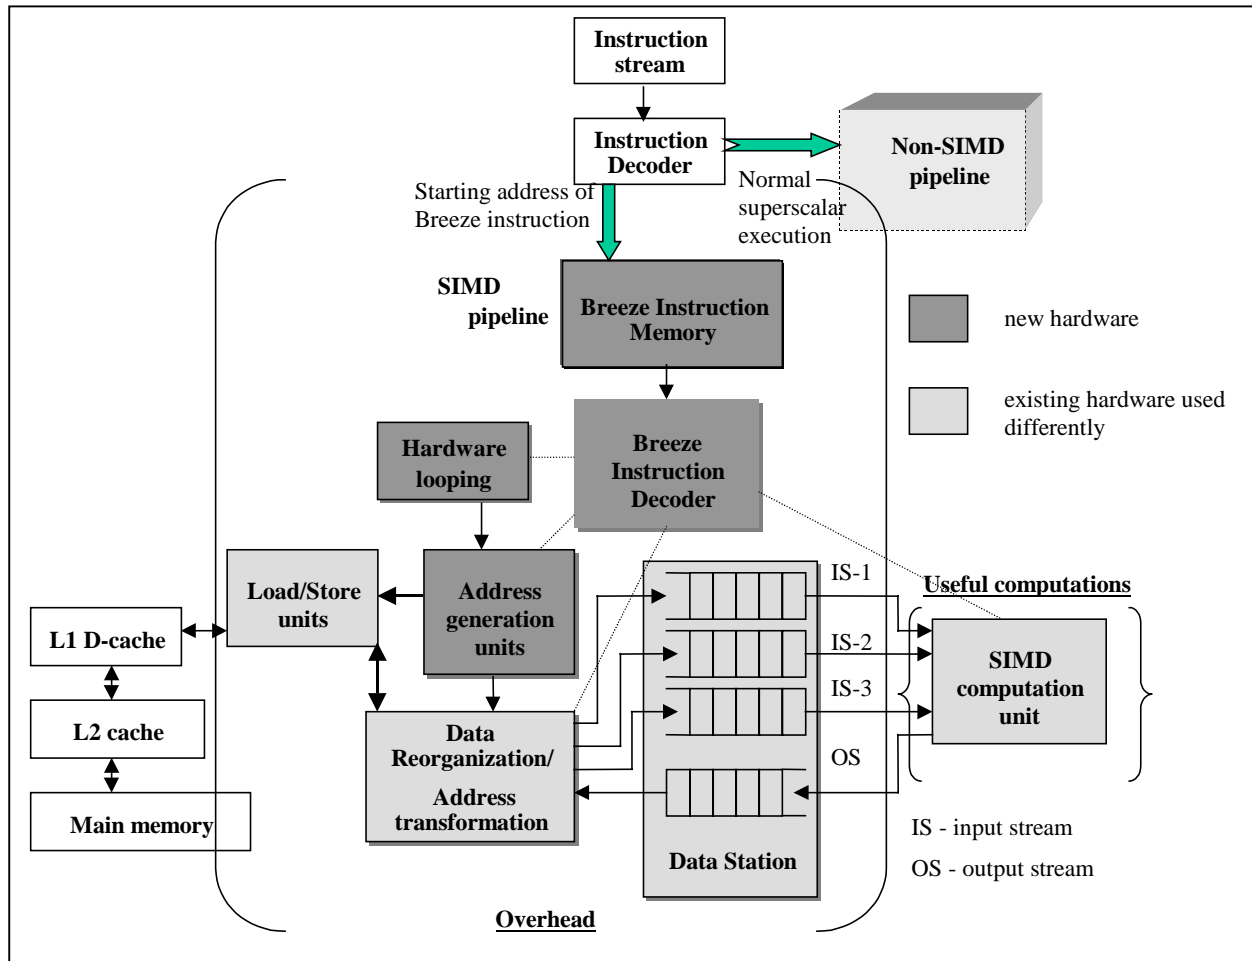 Instruction
stream
Instruction
Decoder
Non-SIMD
pipeline
Starting address of
Breeze instruction
Normal
superscalar
execution
SIMD
pipeline
Breeze Instruction
Memory
new hardware
existing hardware used
differently
Hardware
looping
Breeze
Instruction
Decoder
Load/Store
units
Address
generation
units
L1 D-cache
L2 cache
Main memory
Data
Reorganization/
Address
transformation
IS-1
IS-2
IS-3
OS
Data Station
Useful computations
SIMD
computation
unit
IS - input stream
OS - output stream
Overhead